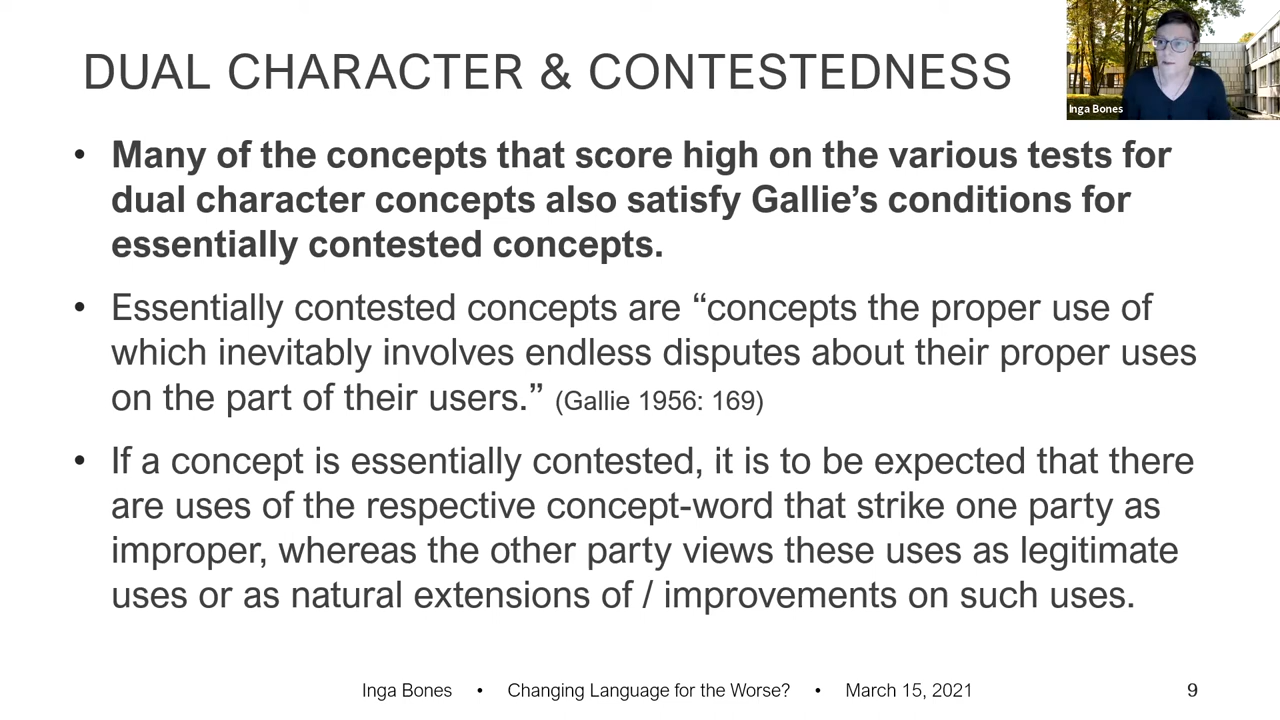 DUAL CHARACTER & CONTESTEDNESS
Inga Bones
• Many of the concepts that score high on the various tests for
dual character concepts also satisfy Gallie’s conditions for
essentially contested concepts.
• Essentially contested concepts are “concepts the proper use of
which inevitably involves endless disputes about their proper uses
on the part of their users.” (Gallie 1956: 169)
• If a concept is essentially contested, it is to be expected that there
are uses of the respective concept-word that strike one party as
improper, whereas the other party views these uses as legitimate
uses or as natural extensions of / improvements on such uses.
Inga Bones • Changing Language for the Worse? • March 15, 2021 9